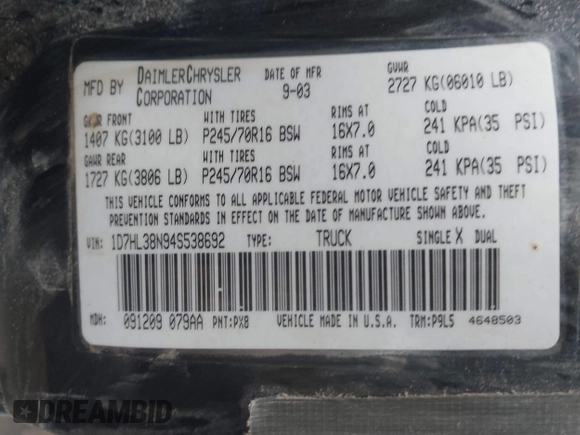 MFD BY DAIMLERCHRYSLER CORPORATION DATE OF MFR 9-03 GVWR 2727 KG(06010 LB)
GAWR FRONT WITH TIRES RIMS AT COLD
1407 KG(3100 LB) P245/70R16 BSW 16X7.0 241 KPA(35 PSI)
GAWR REAR WITH TIRES RIMS AT COLD
1727 KG(3806 LB) P245/70R16 BSW 16X7.0 241 KPA(35 PSI)
THIS VEHICLE CONFORMS TO ALL APPLICABLE FEDERAL MOTOR VEHICLE SAFETY AND THEFT
PREVENTION STANDARDS IN EFFECT ON THE DATE OF MANUFACTURE SHOWN ABOVE.
VIN: 1D7HL38N94S538692 TYPE: TRUCK SINGLE X DUAL
MDH: 091209 079AA PNT:PX8 VEHICLE MADE IN U.S.A. TRM:P9L5 4648503
DREAMBID